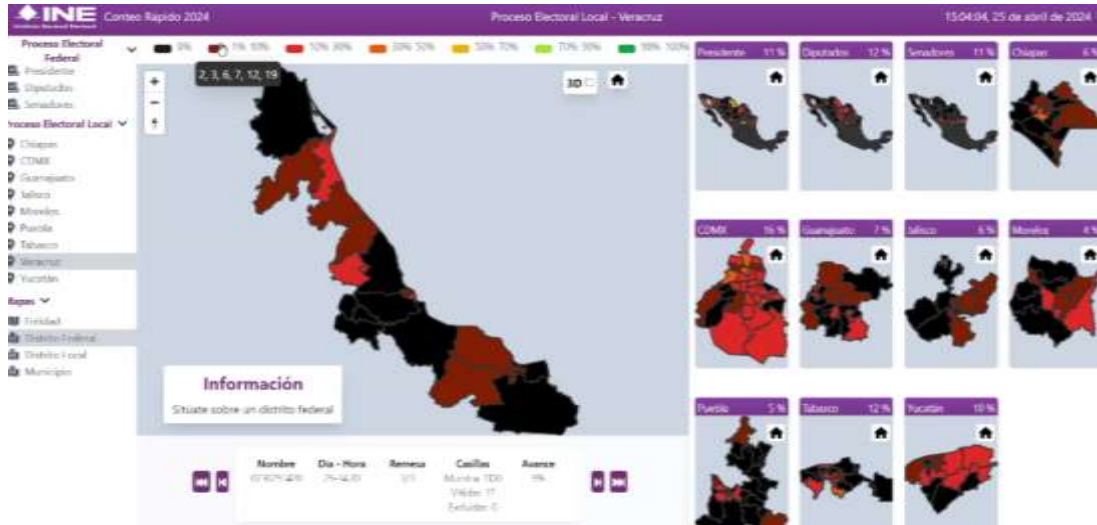 INE Conteo Rápido 2024
Proceso Electoral Local - Veracruz
15:04:04, 25 de abril de 2024
Proceso Electoral
Federal
Presidente
Diputados
Senadores
Proceso Electoral Local
Chiapas
CDMX
Guanajuato
Jalisco
Morelos
Puebla
Tabasco
Veracruz
Yucatán
Mapas
Entidad
Distrito Federal
Distrito Local
Municipio
0%
1% 10%
10% 30%
30% 50%
50% 70%
70% 90%
90% 100%
2, 3, 6, 7, 12, 19
3D
Información
Sitúate sobre un distrito federal
Nombre Día - Hora Remesa Casillas Avance
Presidente 11 %
Diputados 12 %
Senadores 11 %
Chiapas 6 %
CDMX 16 %
Guanajuato 7 %
Jalisco 6 %
Morelos 4 %
Puebla 5 %
Tabasco 12 %
Yucatán 10 %